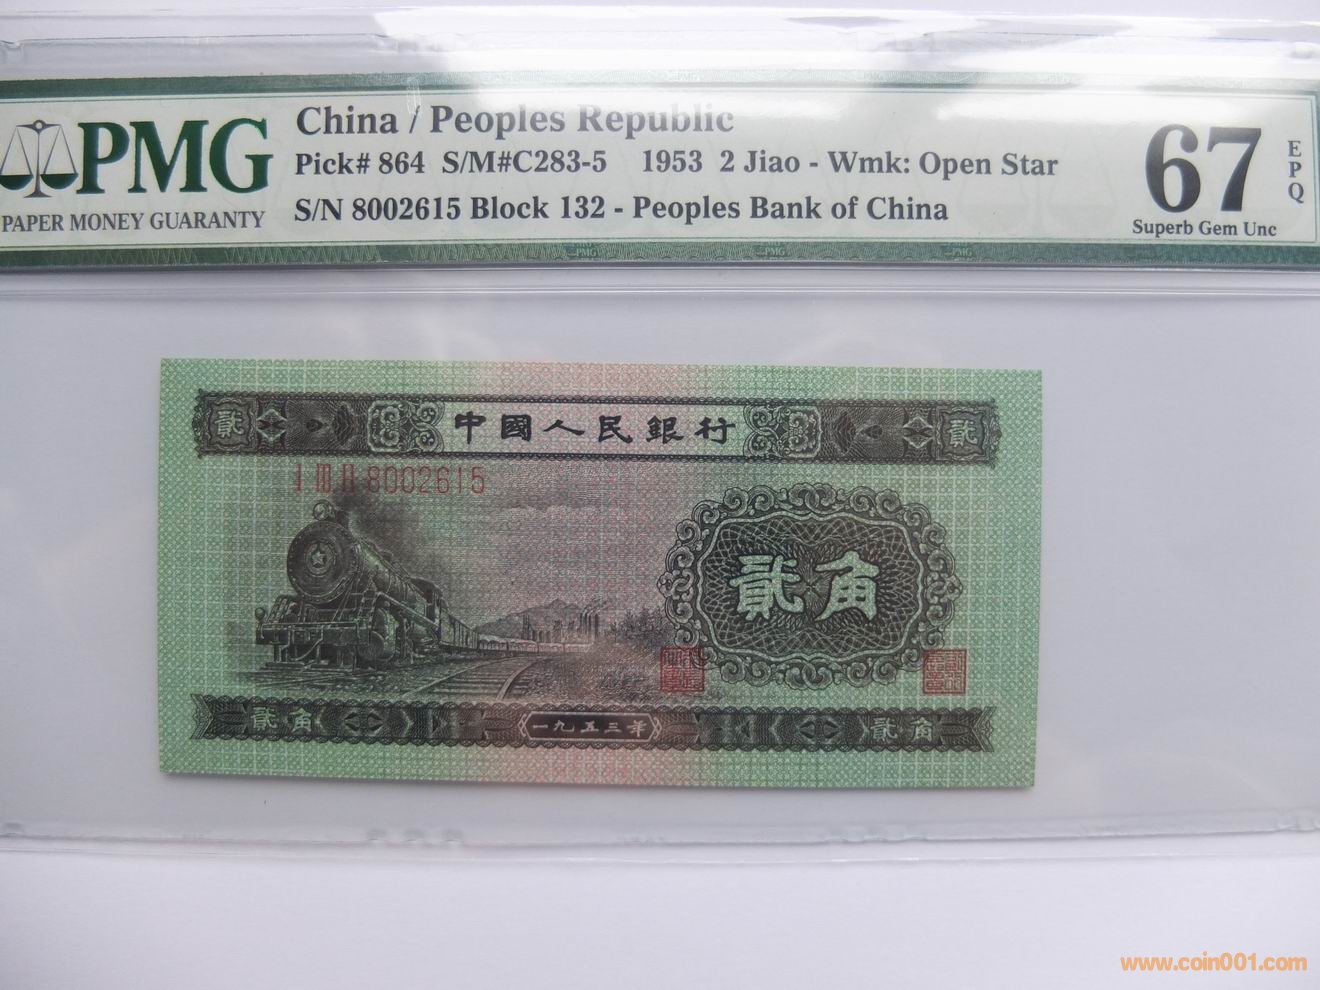 China / Peoples Republic
Pick# 864 S/M#C283-5 1953 2 Jiao - Wmk: Open Star
S/N 8002615 Block 132 - Peoples Bank of China
PMG
PAPER MONEY GUARANTY
67
EPQ
Superb Gem Unc
貳 中國人民銀行 貳
I III II 8002615
貳角
貳角 一九五三年 貳角
www.coin001.com